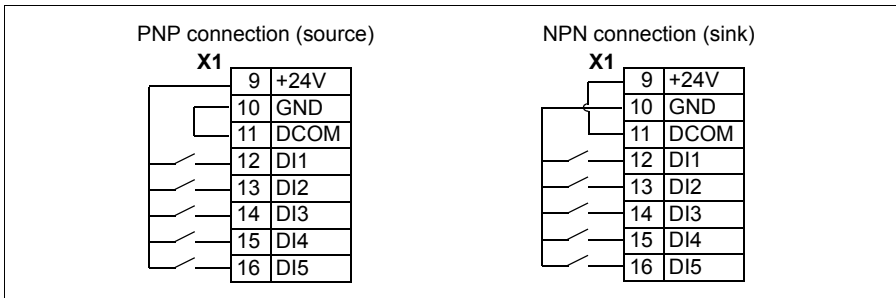 PNP connection (source)
X1
9 +24V
10 GND
11 DCOM
12 DI1
13 DI2
14 DI3
15 DI4
16 DI5
NPN connection (sink)
X1
9 +24V
10 GND
11 DCOM
12 DI1
13 DI2
14 DI3
15 DI4
16 DI5